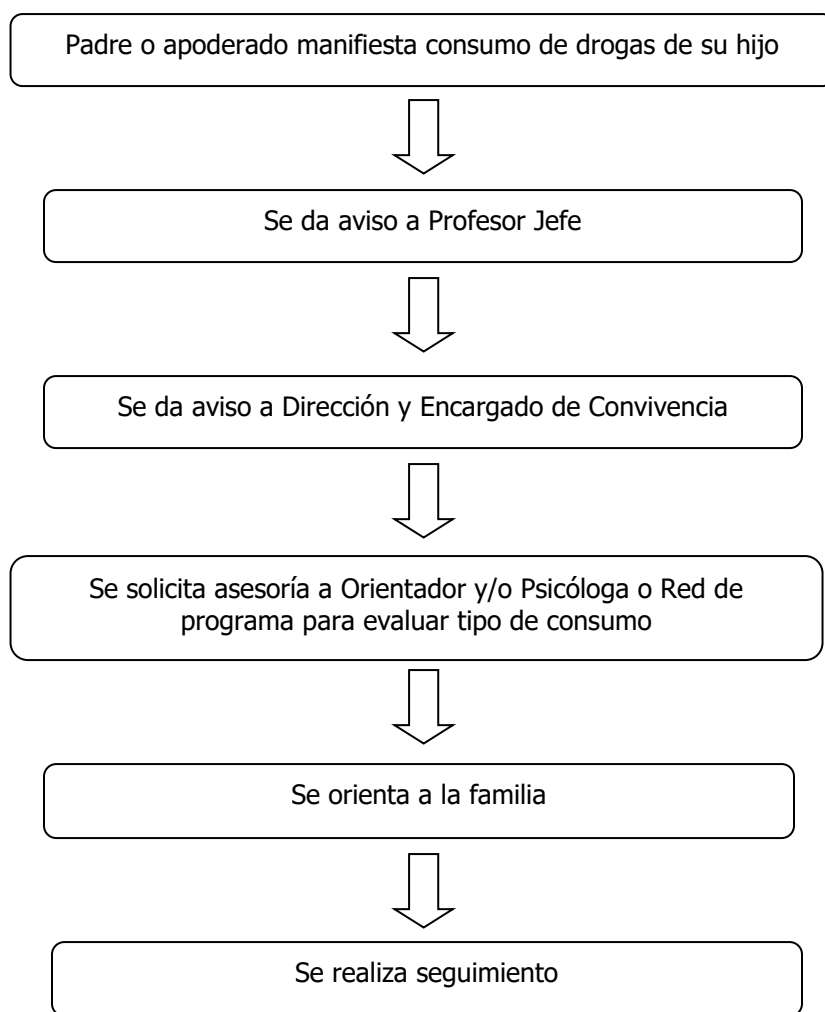 Padre o apoderado manifiesta consumo de drogas de su hijo
Se da aviso a Profesor Jefe
Se da aviso a Dirección y Encargado de Convivencia
Se solicita asesoría a Orientador y/o Psicóloga o Red de
programa para evaluar tipo de consumo
Se orienta a la familia
Se realiza seguimiento